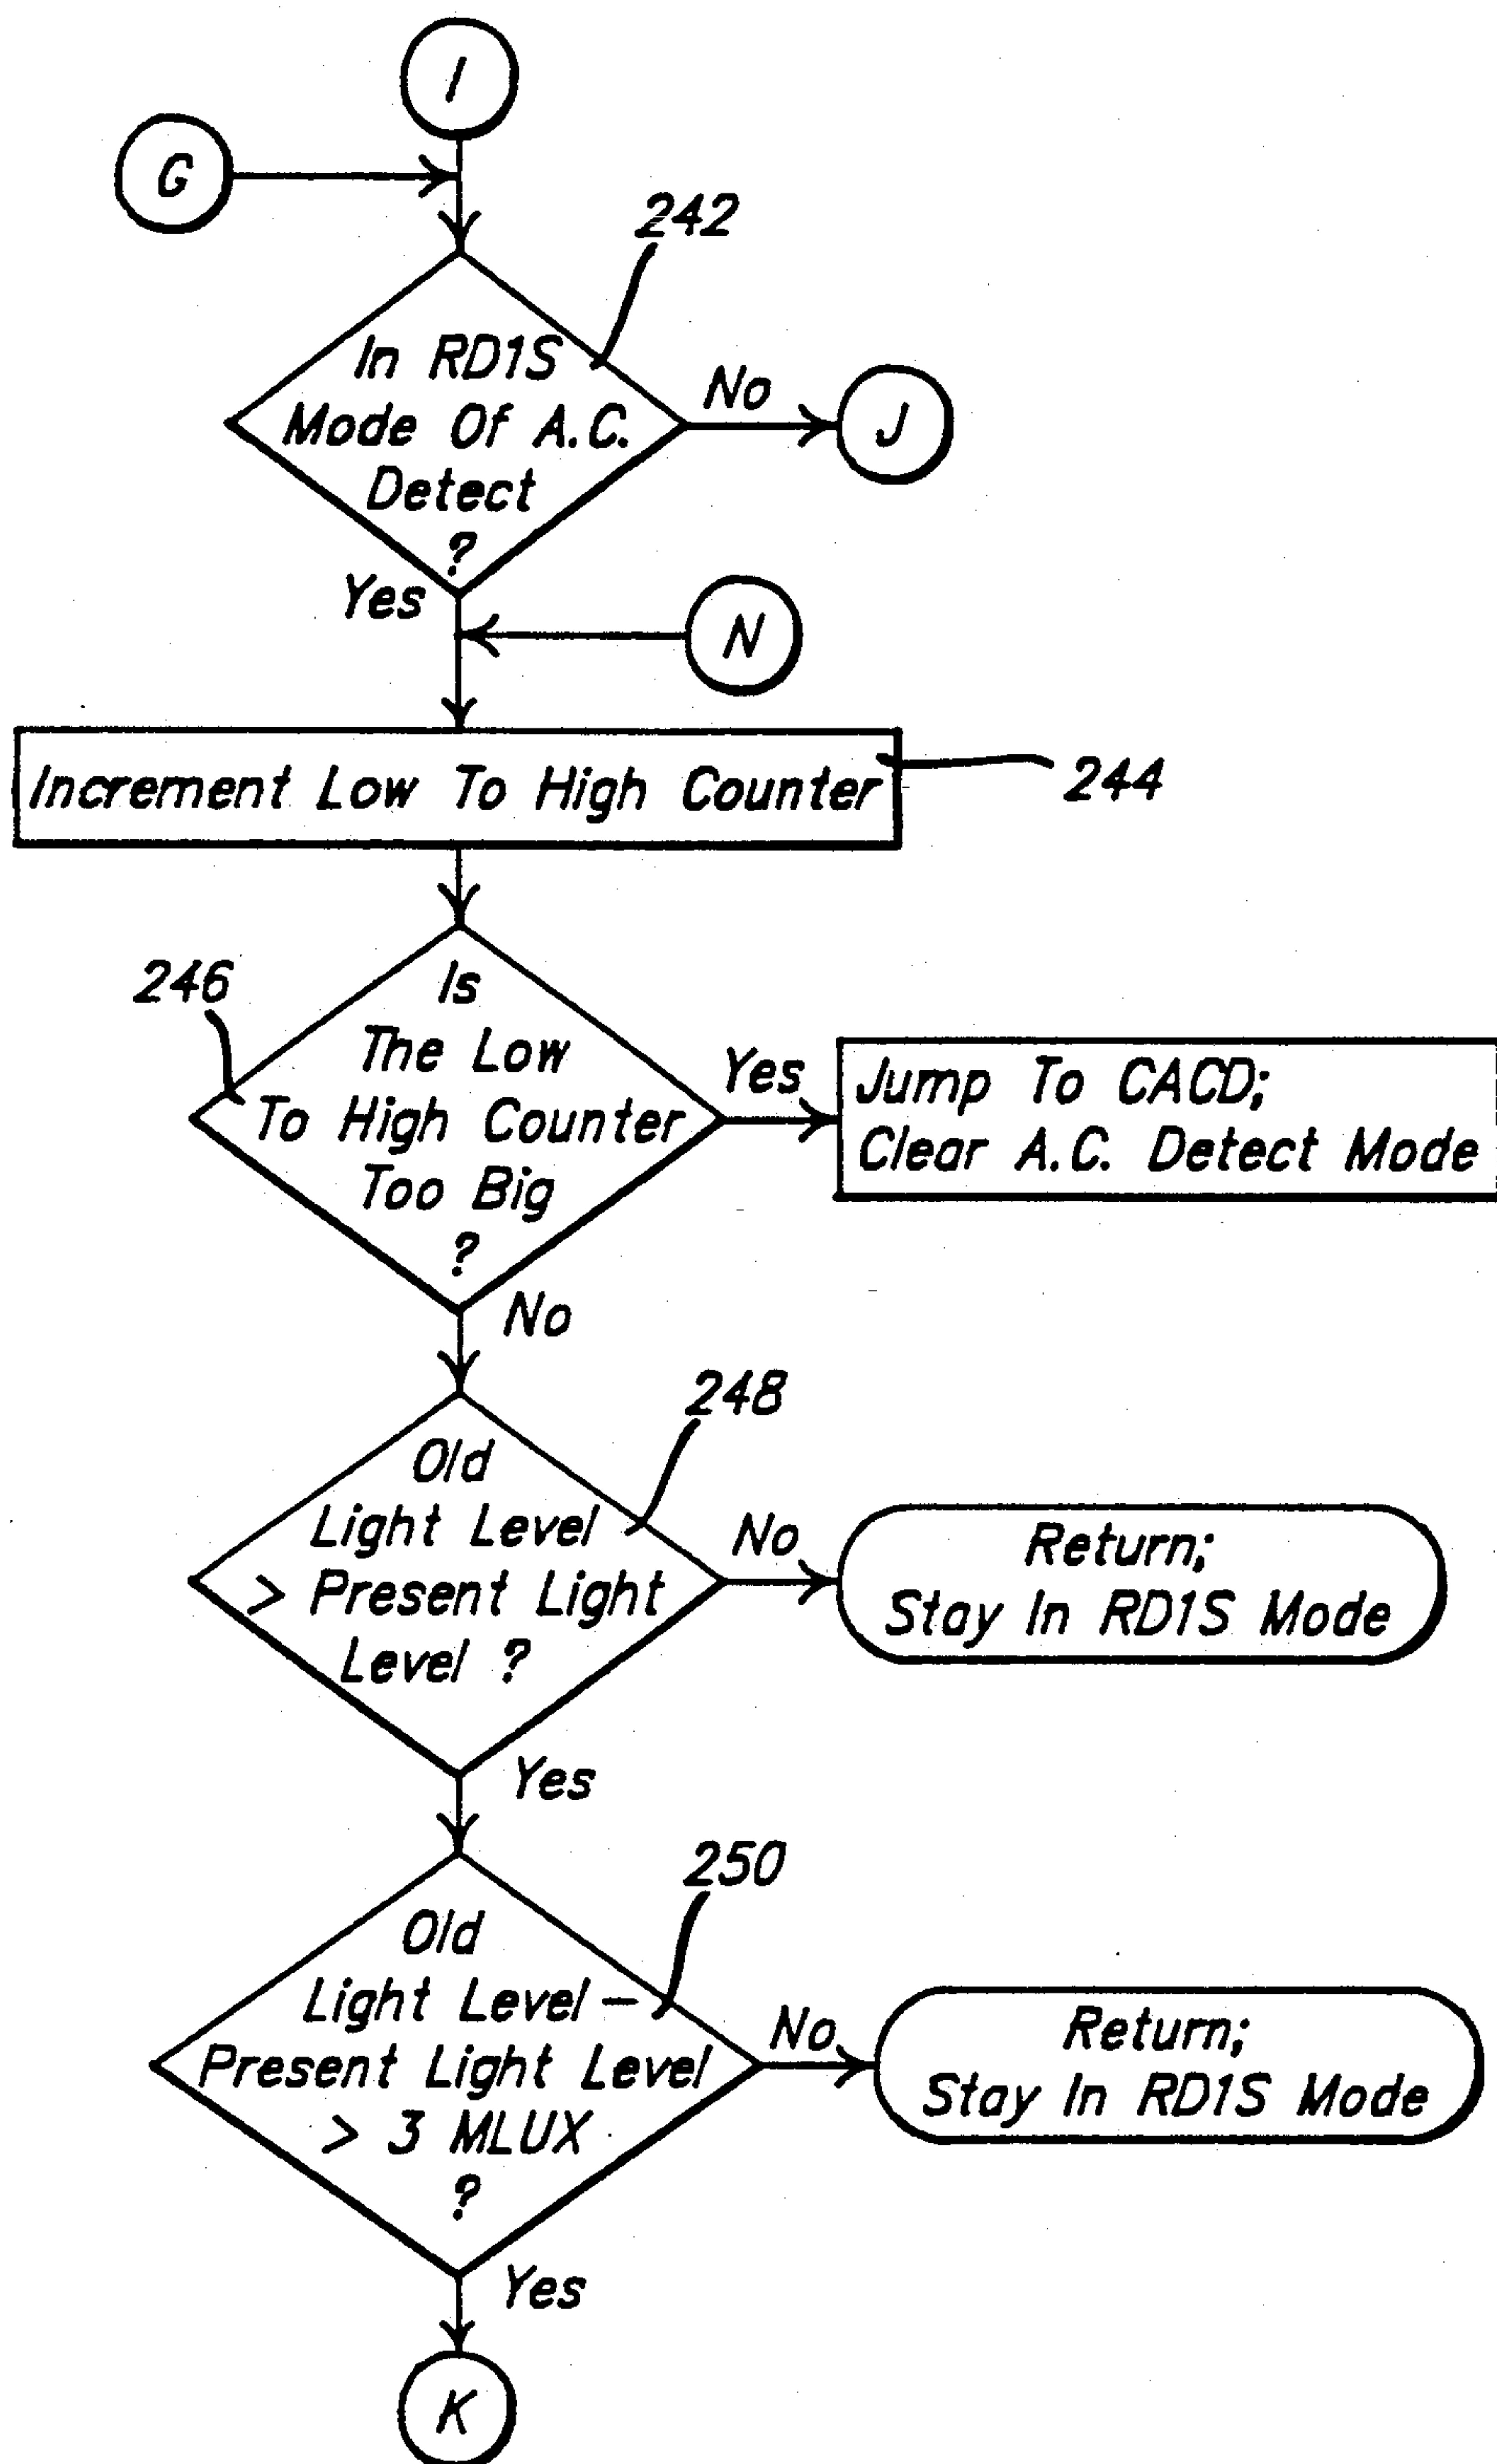 I
G
242
In RD1S
Mode Of A.C.
Detect
?
No
J
Yes
N
Increment Low To High Counter
244
246
Is
The Low
To High Counter
Too Big
?
Yes
Jump To CACD;
Clear A.C. Detect Mode
No
248
Old
Light Level
> Present Light
Level ?
No
Return;
Stay In RD1S Mode
Yes
250
Old
Light Level –
Present Light Level
> 3 MLUX
?
No
Return;
Stay In RD1S Mode
Yes
K